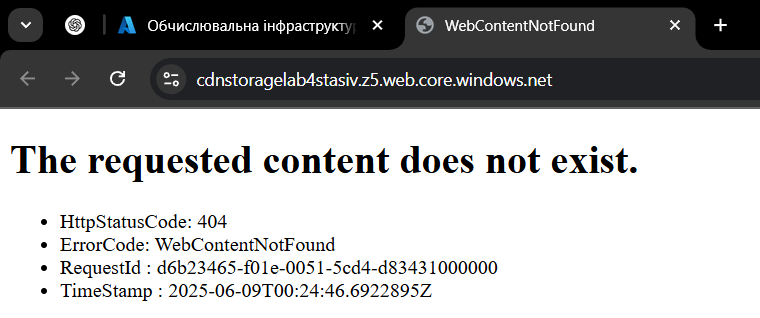 Обчислювальна інфраструкту
WebContentNotFound
cdnstoragelab4stasiv.z5.web.core.windows.net
The requested content does not exist.
HttpStatusCode: 404
ErrorCode: WebContentNotFound
RequestId : d6b23465-f01e-0051-5cd4-d83431000000
TimeStamp : 2025-06-09T00:24:46.6922895Z